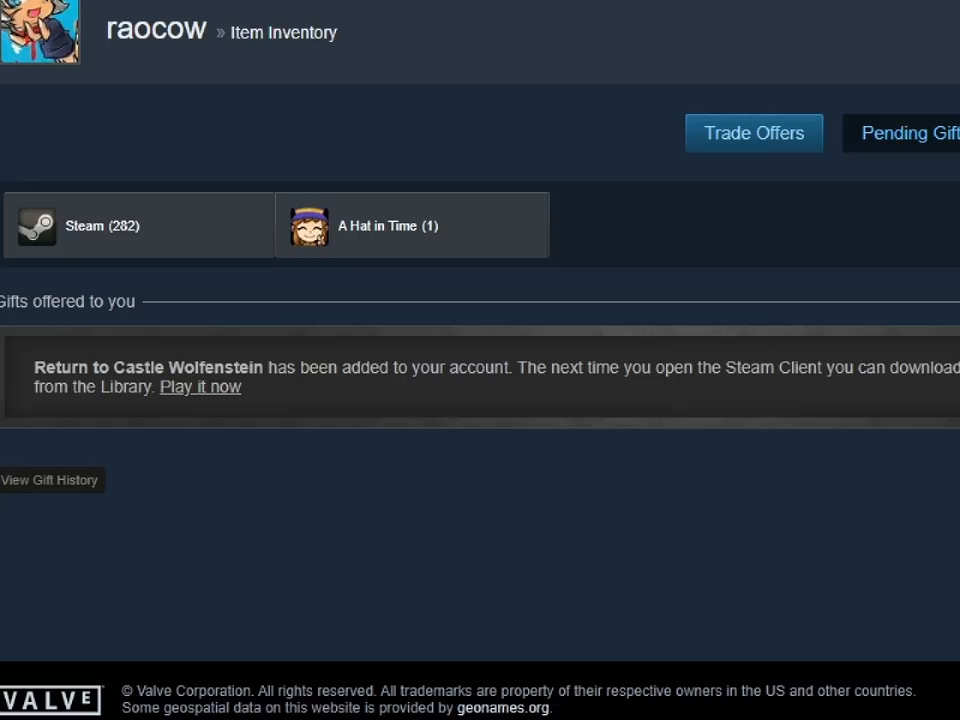 raocow » Item Inventory
Trade Offers
Pending Gift
Steam (282)
A Hat in Time (1)
Gifts offered to you
Return to Castle Wolfenstein has been added to your account. The next time you open the Steam Client you can download
from the Library. Play it now
View Gift History
VALVE
© Valve Corporation. All rights reserved. All trademarks are property of their respective owners in the US and other countries.
Some geospatial data on this website is provided by geonames.org.